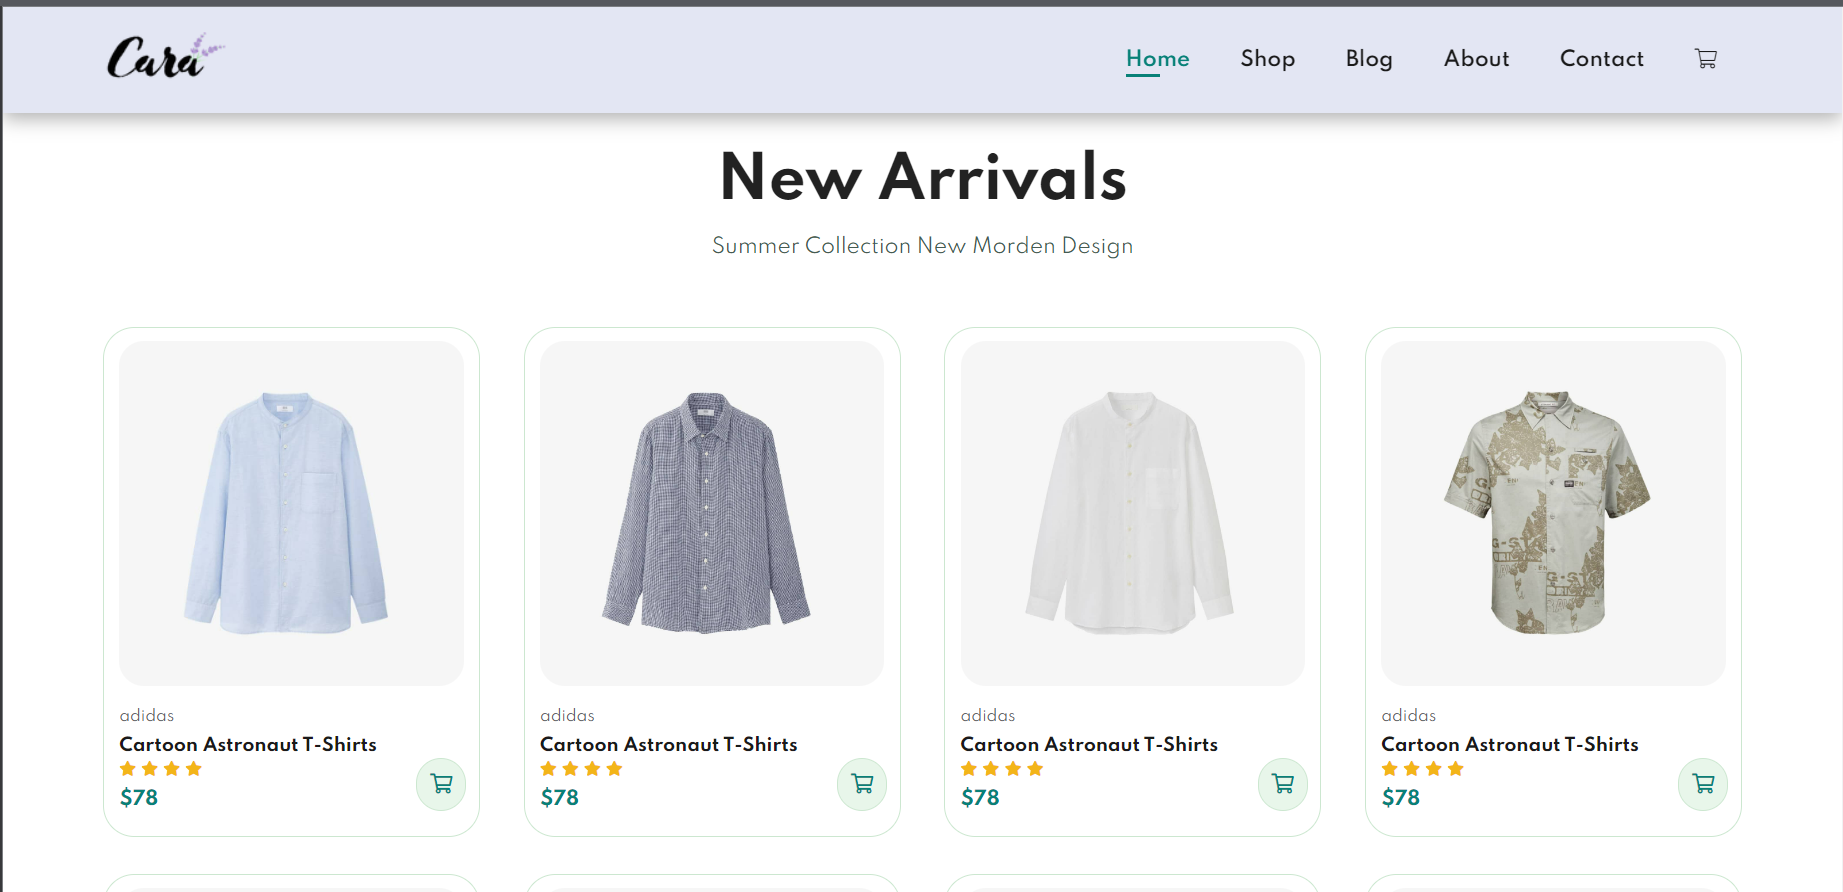 Cara
Home Shop Blog About Contact
New Arrivals
Summer Collection New Morden Design
adidas
Cartoon Astronaut T-Shirts
$78
adidas
Cartoon Astronaut T-Shirts
$78
adidas
Cartoon Astronaut T-Shirts
$78
adidas
Cartoon Astronaut T-Shirts
$78